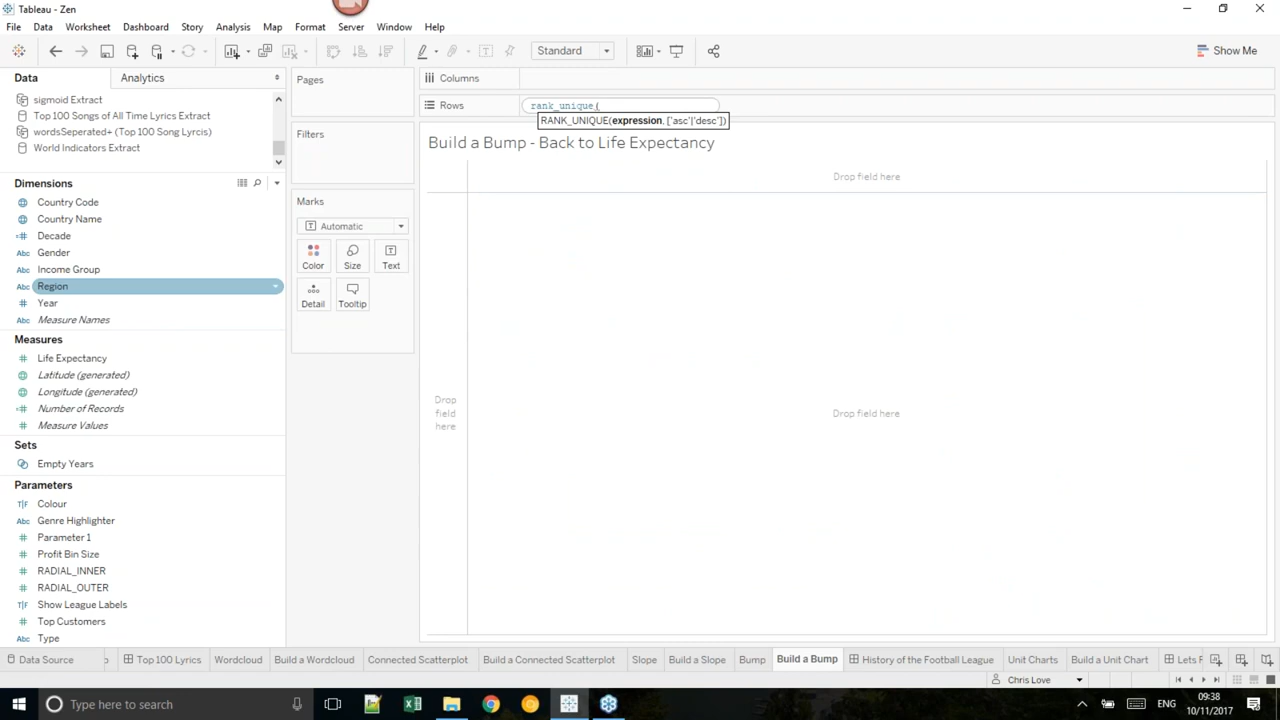 Tableau - Zen
File Data Worksheet Dashboard Story Analysis Map Format Server Window Help
Standard
Show Me
Data Analytics
sigmoid Extract
Top 100 Songs of All Time Lyrics Extract
wordsSeperated+ (Top 100 Song Lyrcis)
World Indicators Extract
Dimensions
Country Code
Country Name
=# Decade
Abc Gender
Abc Income Group
Abc Region
# Year
Abc Measure Names
Measures
# Life Expectancy
Latitude (generated)
Longitude (generated)
=# Number of Records
# Measure Values
Sets
Empty Years
Parameters
T|F Colour
Abc Genre Highlighter
# Parameter 1
# Profit Bin Size
# RADIAL_INNER
# RADIAL_OUTER
T|F Show League Labels
# Top Customers
Abc Type
Pages
Filters
Marks
Automatic
Color Size Text
Detail Tooltip
Columns
Rows rank_unique(
RANK_UNIQUE(expression, ['asc'|'desc'])
Build a Bump - Back to Life Expectancy
Drop field here
Drop
field
here
Drop field here
Data Source Top 100 Lyrics Wordcloud Build a Wordcloud Connected Scatterplot Build a Connected Scatterplot Slope Build a Slope Bump Build a Bump History of the Football League Unit Charts Build a Unit Chart Lets F
Chris Love
Type here to search
ENG
09:38
10/11/2017